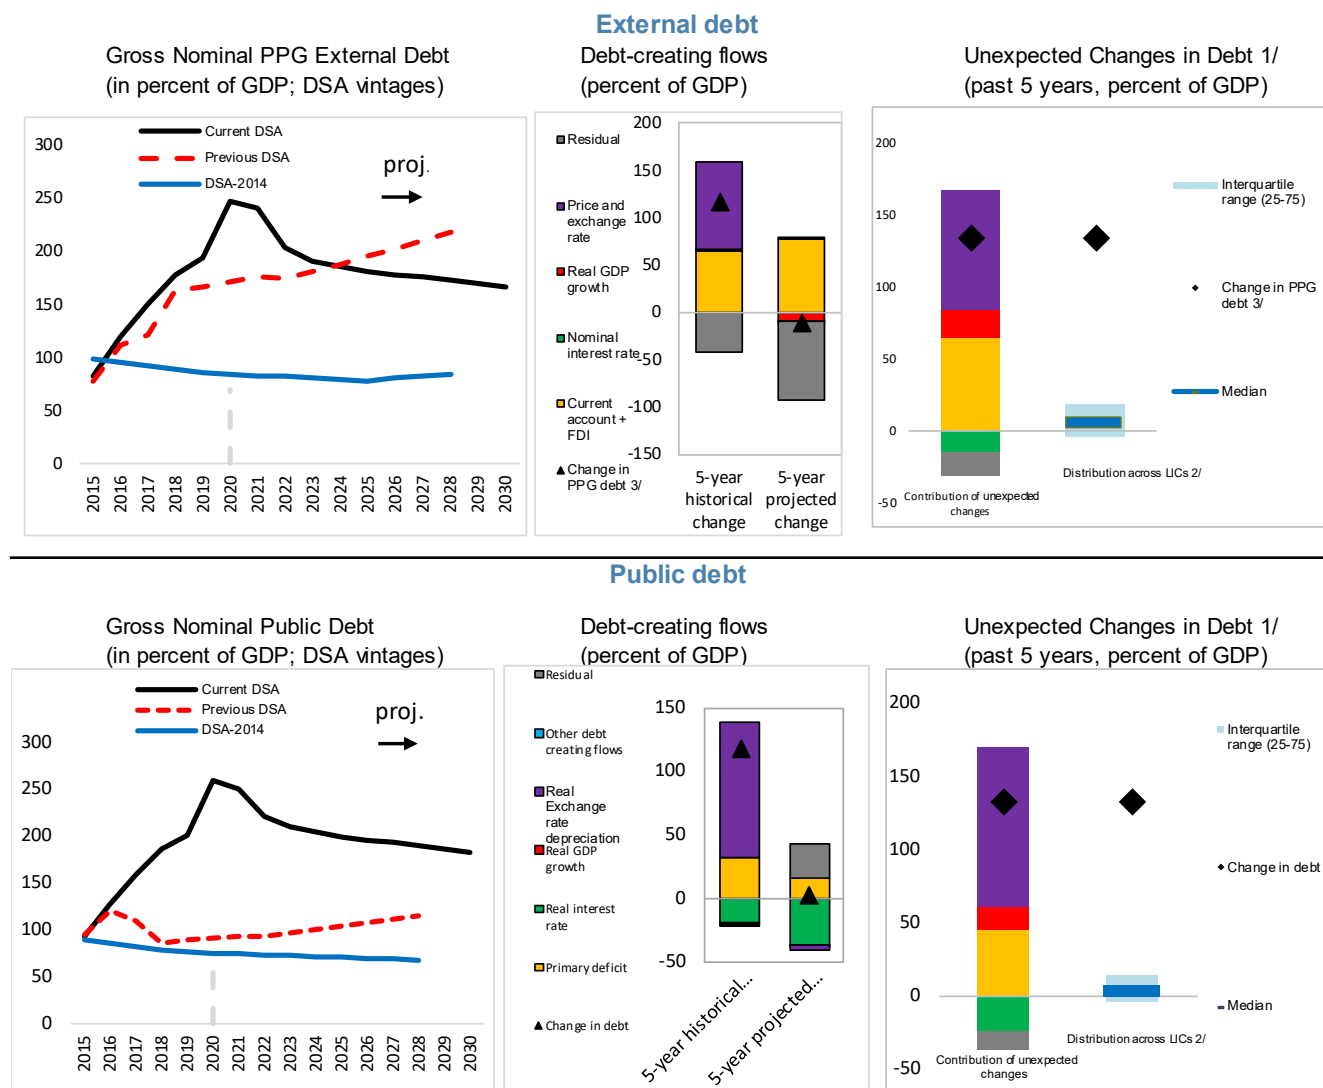 External debt
Gross Nominal PPG External Debt
(in percent of GDP; DSA vintages)
Debt-creating flows
(percent of GDP)
Unexpected Changes in Debt 1/
(past 5 years, percent of GDP)
Current DSA
Previous DSA
DSA-2014
proj.
300
250
200
150
100
50
0
2015
2016
2017
2018
2019
2020
2021
2022
2023
2024
2025
2026
2027
2028
2029
2030
Residual
Price and
exchange
rate
Real GDP
growth
Nominal
interest rate
Current
account +
FDI
Change in
PPG debt 3/
200
150
100
50
0
-50
-100
-150
5-year
historical
change
5-year
projected
change
200
150
100
50
0
-50
Contribution of unexpected
changes
Distribution across LICs 2/
Interquartile
range (25-75)
Change in PPG
debt 3/
Median
Public debt
Gross Nominal Public Debt
(in percent of GDP; DSA vintages)
Debt-creating flows
(percent of GDP)
Unexpected Changes in Debt 1/
(past 5 years, percent of GDP)
Current DSA
Previous DSA
DSA-2014
proj.
300
250
200
150
100
50
0
2015
2016
2017
2018
2019
2020
2021
2022
2023
2024
2025
2026
2027
2028
2029
2030
Residual
Other debt
creating flows
Real
Exchange
rate
depreciation
Real GDP
growth
Real interest
rate
Primary deficit
Change in debt
150
100
50
0
-50
5-year historical...
5-year projected...
200
150
100
50
0
-50
Contribution of unexpected
changes
Distribution across LICs 2/
Interquartile
range (25-75)
Change in debt
Median